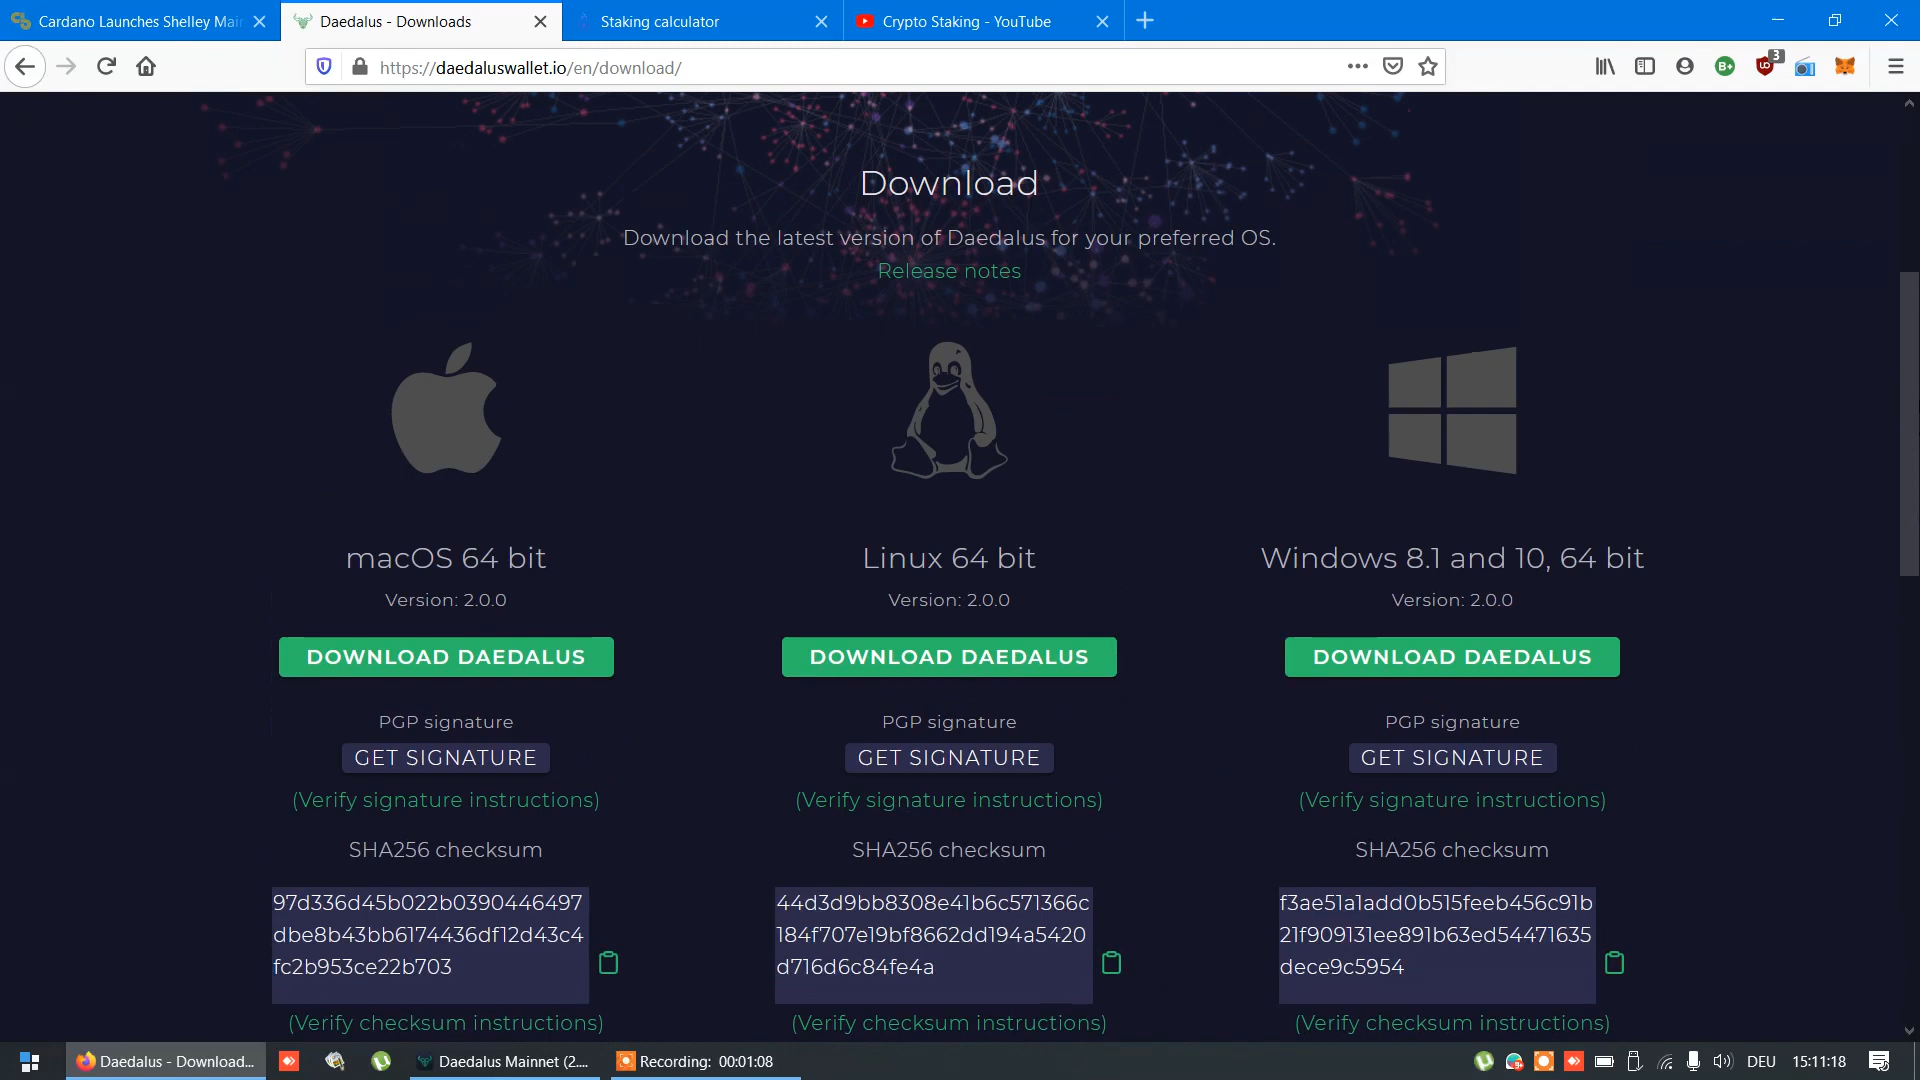 Cardano Launches Shelley Mai
Daedalus - Downloads
Staking calculator
Crypto Staking - YouTube
https://daedaluswallet.io/en/download/
3
Download
Download the latest version of Daedalus for your preferred OS.
Release notes
macOS 64 bit
Linux 64 bit
Windows 8.1 and 10, 64 bit
Version: 2.0.0
Version: 2.0.0
Version: 2.0.0
DOWNLOAD DAEDALUS
DOWNLOAD DAEDALUS
DOWNLOAD DAEDALUS
PGP signature
PGP signature
PGP signature
GET SIGNATURE
GET SIGNATURE
GET SIGNATURE
(Verify signature instructions)
(Verify signature instructions)
(Verify signature instructions)
SHA256 checksum
SHA256 checksum
SHA256 checksum
97d336d45b022b0390446497
dbe8b43bb6174436df12d43c4
fc2b953ce22b703
44d3d9bb8308e41b6c571366c
184f707e19bf8662dd194a5420
d716d6c84fe4a
f3ae51a1add0b515feeb456c91b
21f909131ee891b63ed54471635
dece9c5954
(Verify checksum instructions)
(Verify checksum instructions)
(Verify checksum instructions)
Daedalus - Download...
Daedalus Mainnet (2....
Recording: 00:01:08
DEU
15:11:18